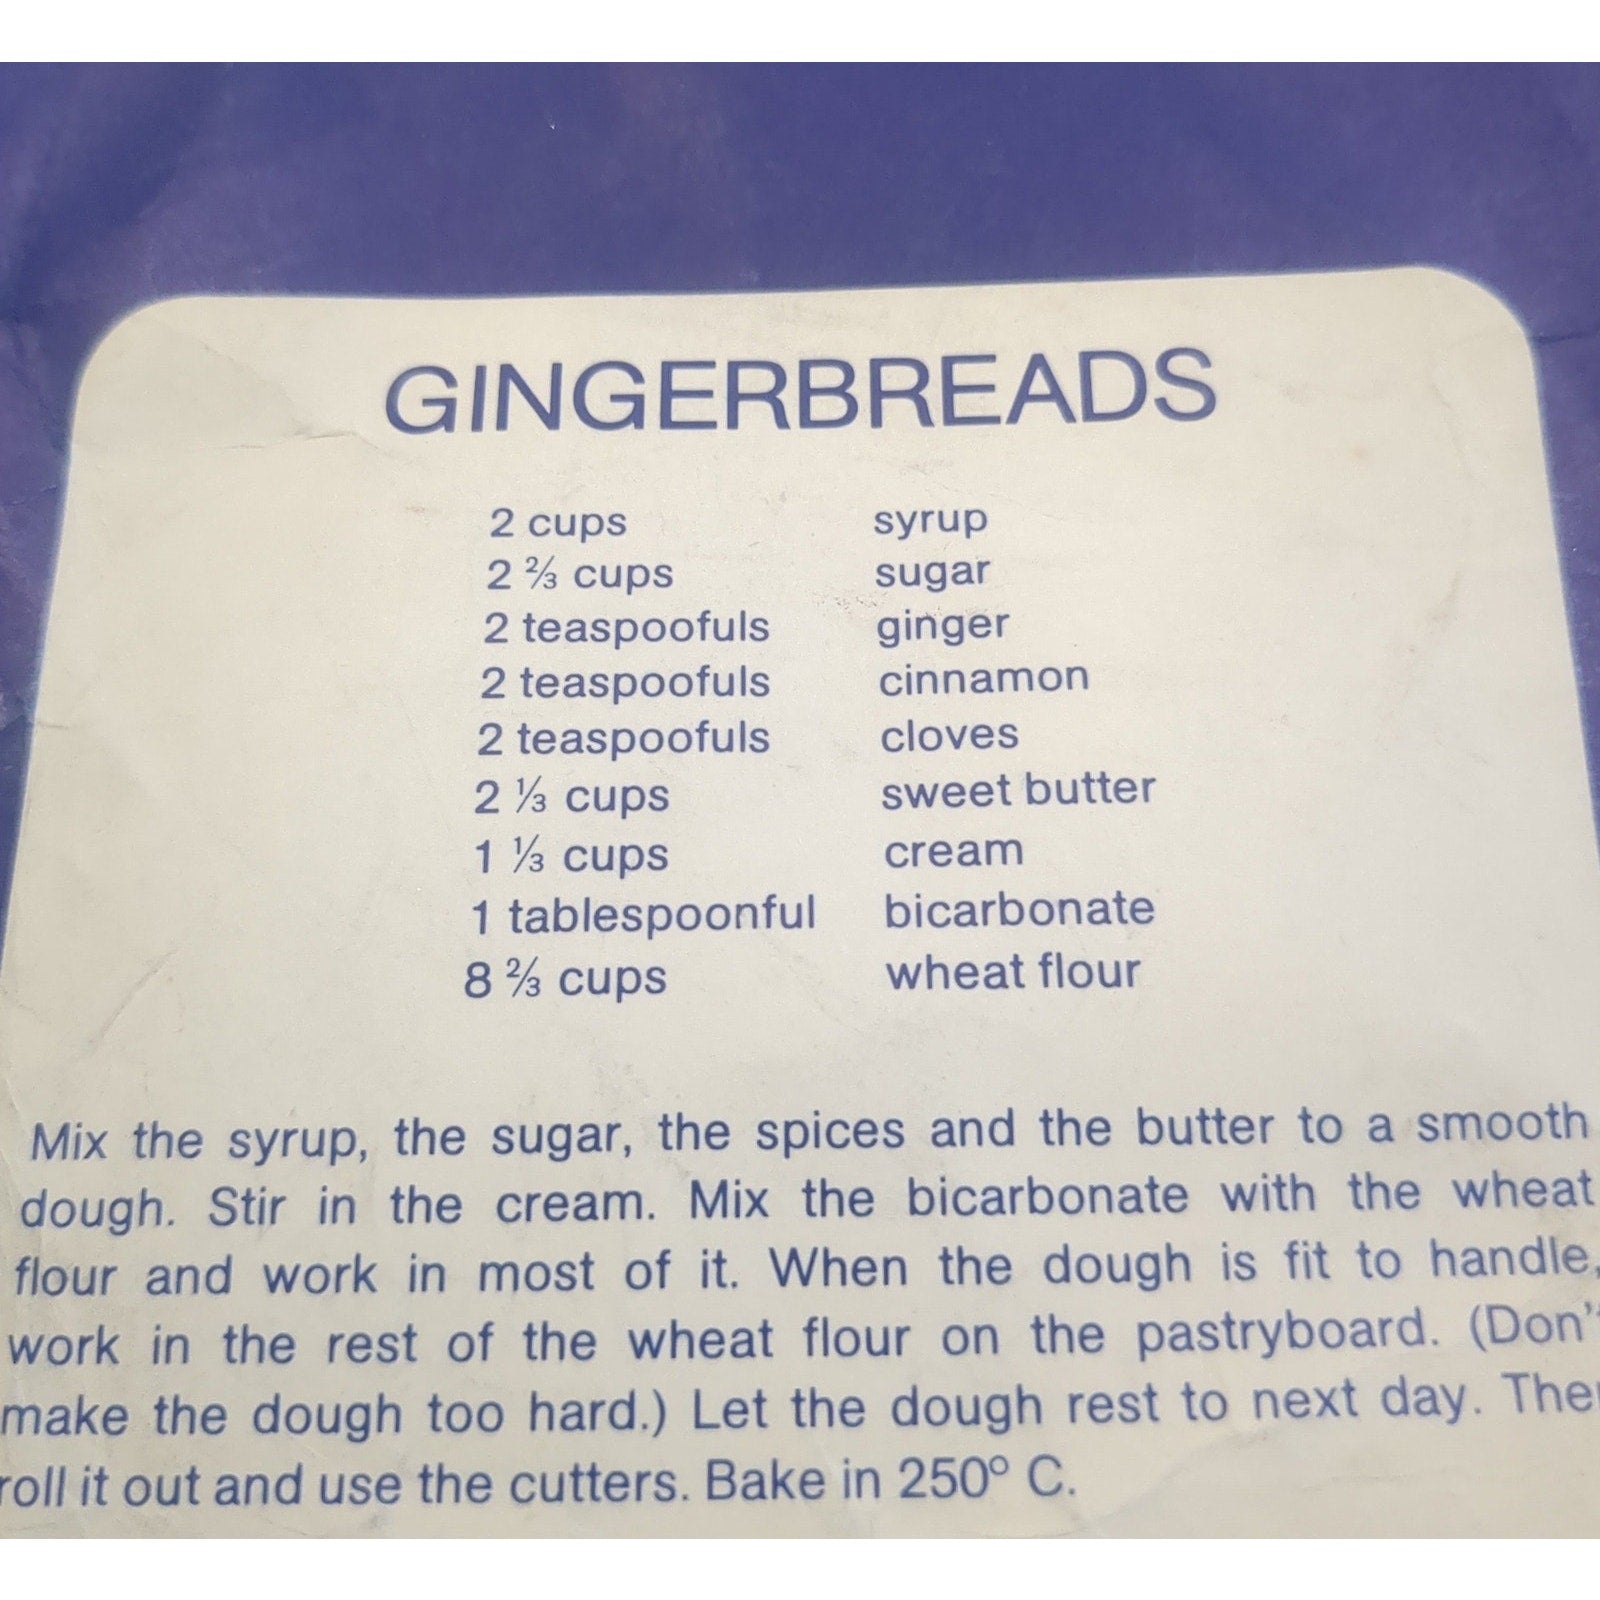 GINGERBREADS
2 cups syrup
2 ⅔ cups sugar
2 teaspoofuls ginger
2 teaspoofuls cinnamon
2 teaspoofuls cloves
2 ⅓ cups sweet butter
1 ⅓ cups cream
1 tablespoonful bicarbonate
8 ⅔ cups wheat flour
Mix the syrup, the sugar, the spices and the butter to a smooth
dough. Stir in the cream. Mix the bicarbonate with the wheat
flour and work in most of it. When the dough is fit to handle,
work in the rest of the wheat flour on the pastryboard. (Don't
make the dough too hard.) Let the dough rest to next day. Then
roll it out and use the cutters. Bake in 250° C.